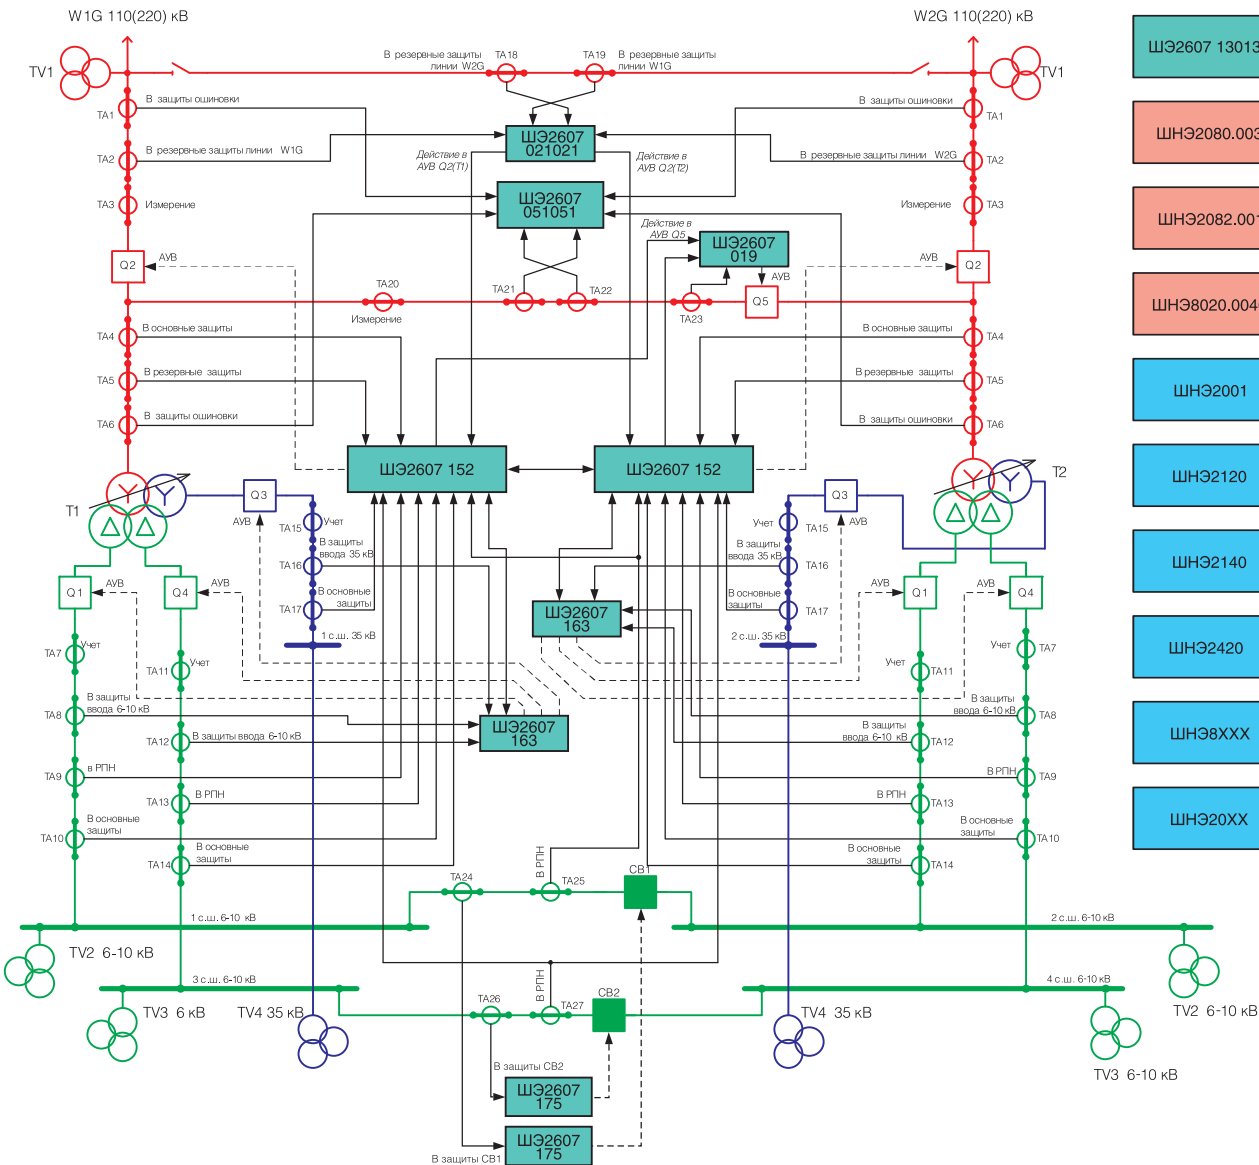 W1G 110(220) кВ
W2G 110(220) кВ
TV1
TV1
В резервные защиты
линии W2G
TA18
TA19
В резервные защиты
линии W1G
TA1
В защиты ошиновки
В защиты ошиновки
TA1
ШЭ2607
021021
TA2
В резервные защиты линии W1G
Действие в
АУВ Q2(T1)
Действие в
АУВ Q2(T2)
В резервные защиты линии W2G
TA2
ШЭ2607
051051
TA3
Измерение
Измерение
TA3
Действие в
АУВ Q5
ШЭ2607
019
Q2
АУВ
АУВ
Q2
АУВ
TA20
Измерение
TA21
TA22
TA23
Q5
TA4
В основные защиты
В основные защиты
TA4
TA5
В резервные защиты
В резервные защиты
TA5
TA6
В защиты ошиновки
В защиты ошиновки
TA6
ШЭ2607 152
ШЭ2607 152
T1
T2
Q3
АУВ
Q3
АУВ
TA15
Учет
Учет
TA15
В защиты
ввода 35 кВ
TA16
В защиты
ввода 35 кВ
TA16
В основные
защиты
TA17
В основные
защиты
TA17
Q1
АУВ
Q4
АУВ
АУВ
Q1
АУВ
Q4
ШЭ2607
163
1 с.ш. 35 кВ
2 с.ш. 35 кВ
TA7
Учет
TA11
Учет
Учет
TA11
Учет
TA7
В защиты
ввода 6-10 кВ
TA8
В защиты
ввода 6-10 кВ
TA8
ШЭ2607
163
TA12
В защиты ввода 6-10 кВ
В защиты
ввода 6-10 кВ
TA12
TA9
в РПН
В РПН
TA9
TA13
В РПН
В РПН
TA13
TA10
В основные
защиты
В основные
защиты
TA10
TA14
В основные
защиты
В основные
защиты
TA14
TA24
В РПН
TA25
СВ1
1 с.ш. 6-10 кВ
2 с.ш. 6-10 кВ
TV2 6-10 кВ
3 с.ш. 6-10 кВ
4 с.ш. 6-10 кВ
TV3 6 кВ
TV4 35 кВ
TA26
В РПН
TA27
СВ2
TV4 35 кВ
TV2 6-10 кВ
TV3 6-10 кВ
В защиты СВ2
ШЭ2607
175
ШЭ2607
175
В защиты СВ1
ШЭ2607 13013
ШНЭ2080.003
ШНЭ2082.001
ШНЭ8020.004
ШНЭ2001
ШНЭ2120
ШНЭ2140
ШНЭ2420
ШНЭ8XXX
ШНЭ20XX